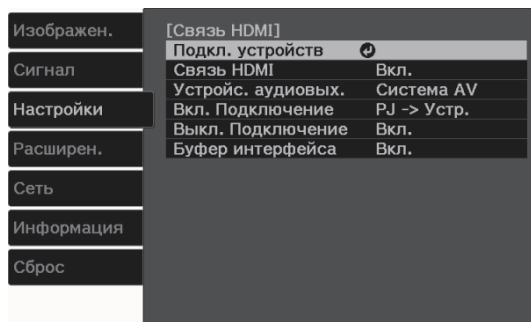 Изображен.
Сигнал
Настройки
Расширен.
Сеть
Информация
Сброс
[Связь HDMI]
Подкл. устройств
Связь HDMI Вкл.
Устройс. аудиовых. Система AV
Вкл. Подключение PJ -> Устр.
Выкл. Подключение Вкл.
Буфер интерфейса Вкл.